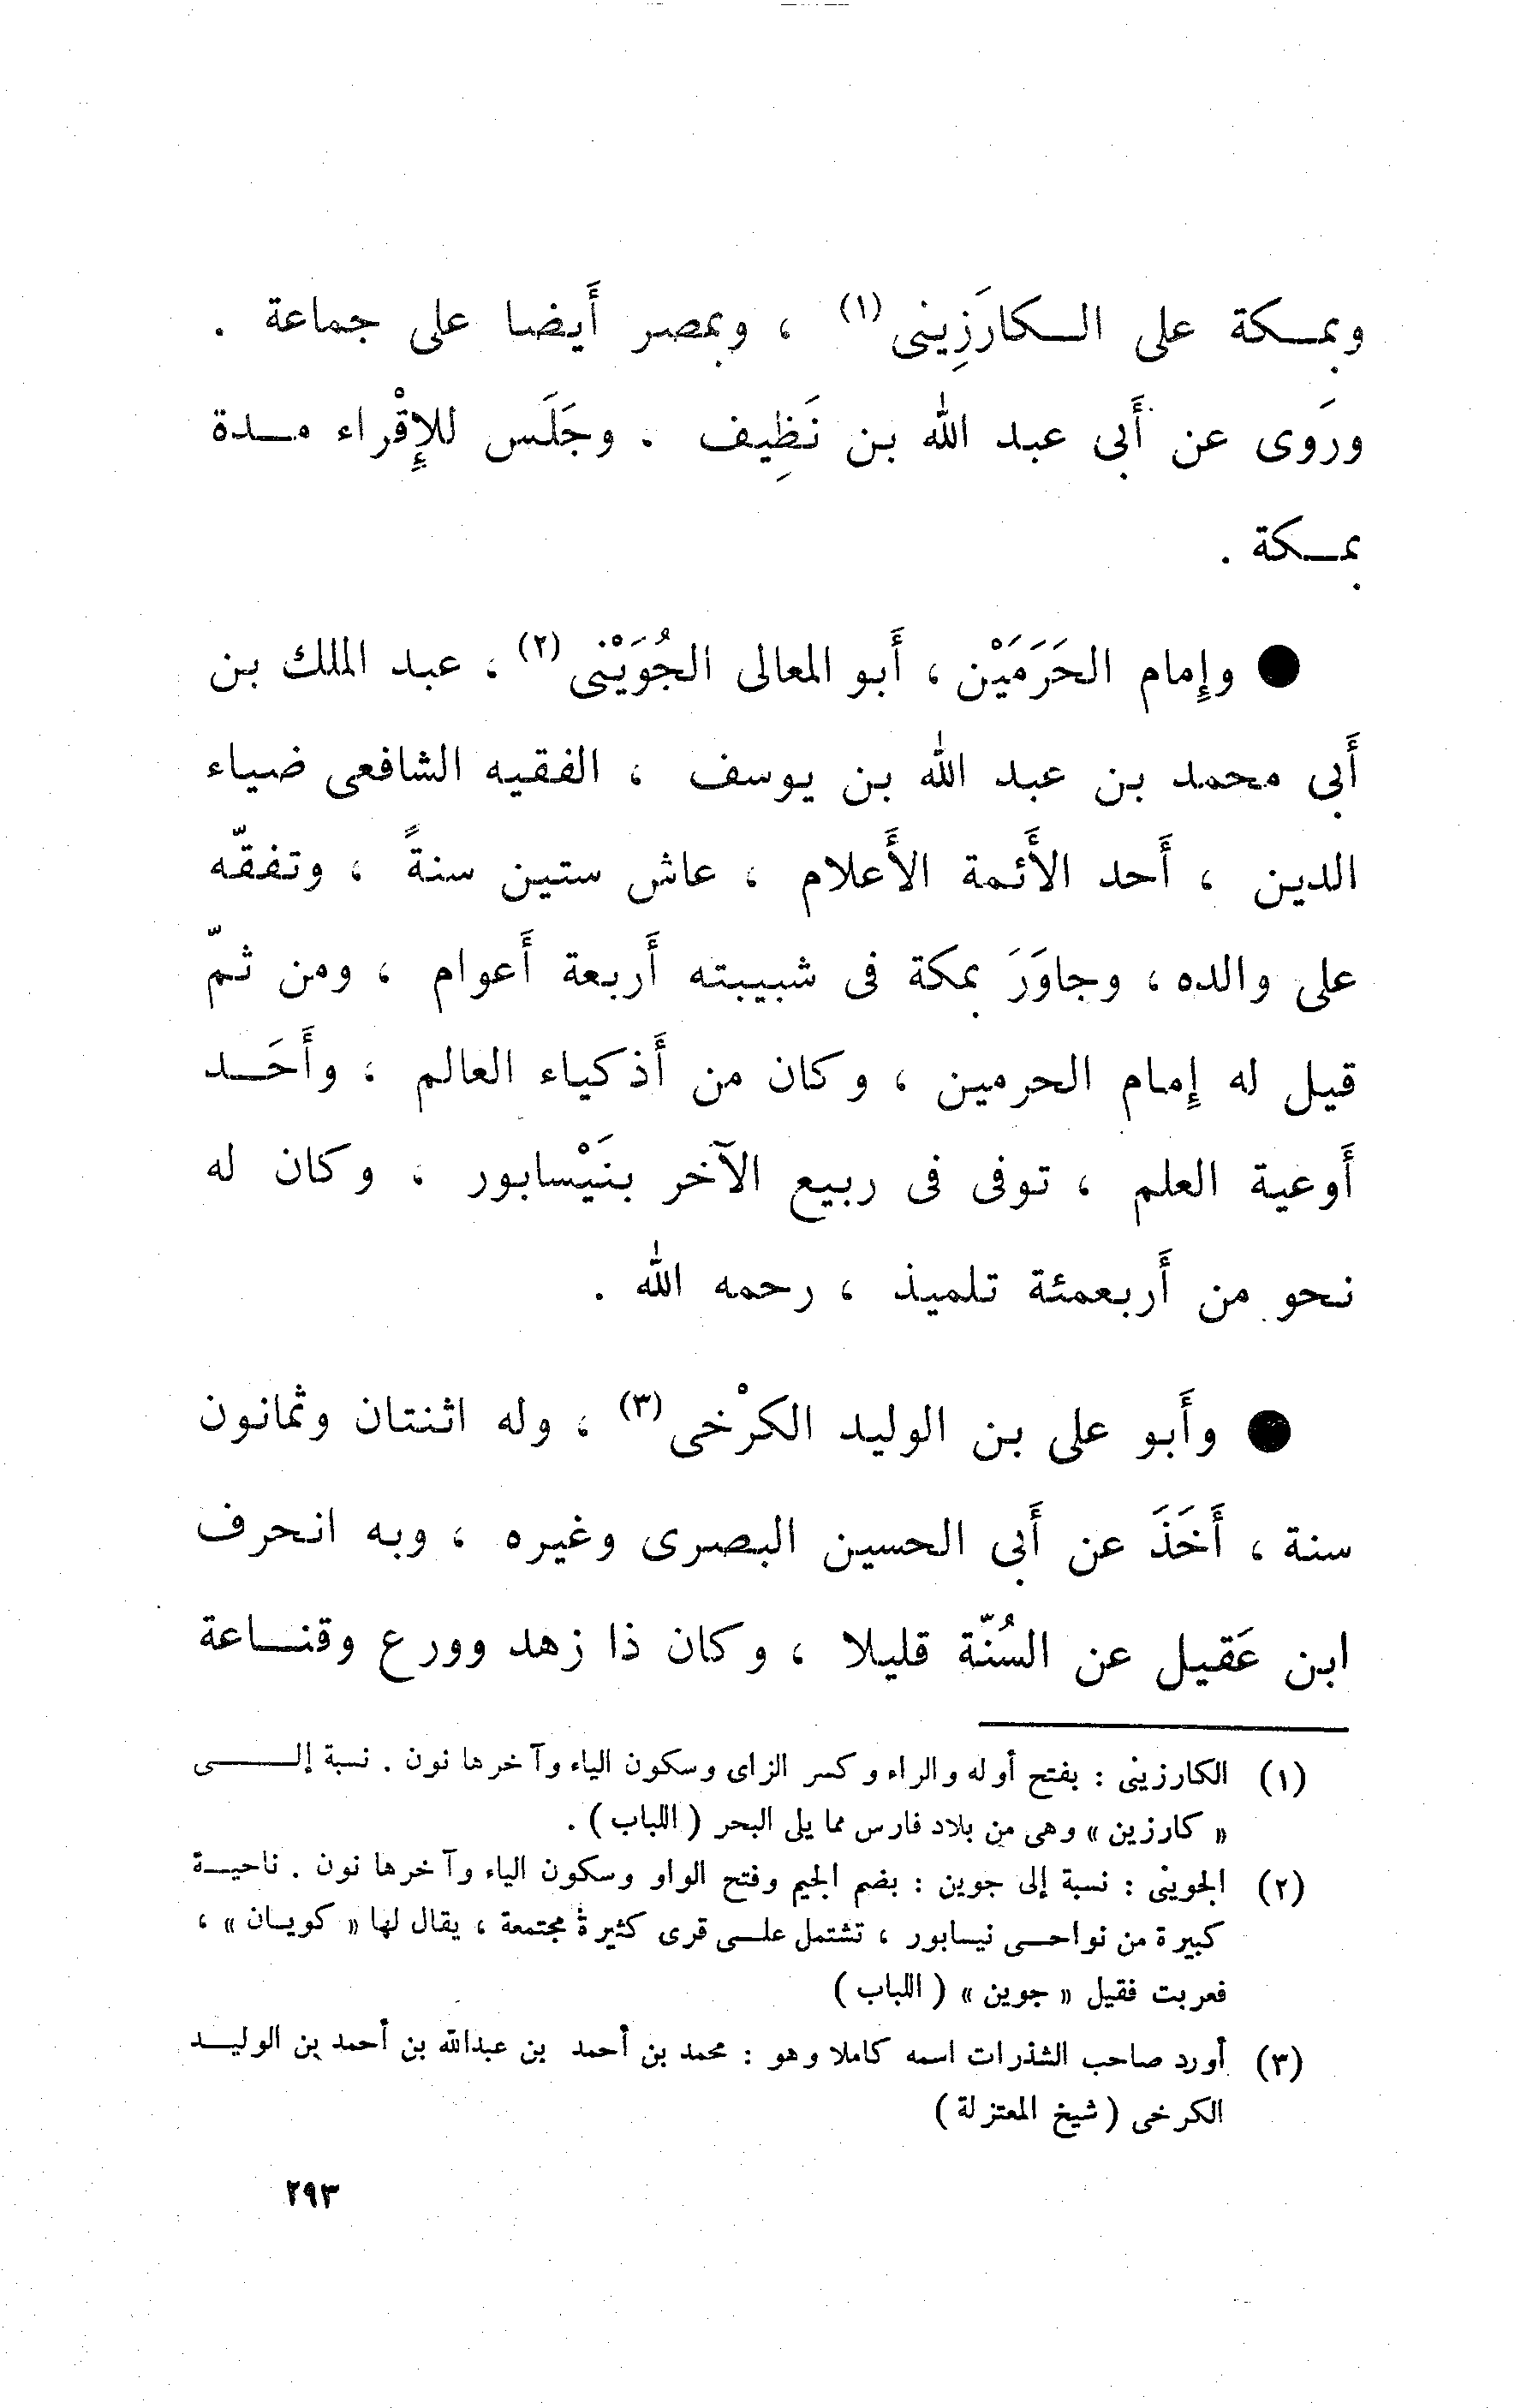 وبمكة على الكارَزِينى (١) ، وبمصر أَيضا على جماعة .
ورَوى عن أَبى عبد الله بن نَظِيف . وجَلَس للإِقْراء مدة
بمكة .
● وإِمام الحَرَمَيْن ، أَبو المعالى الجُوَيْنى (٢) ، عبد الملك بن
أَبى محمد بن عبد الله بن يوسف ، الفقيه الشافعى ضياء
الدين ، أَحد الأَئمة الأَعلام ، عاش ستين سنةً ، وتفقّه
على والده ، وجاوَرَ بمكة فى شبيبته أَربعة أَعوام ، ومن ثمّ
قيل له إِمام الحرمين ، وكان من أَذكياء العالم ، وأَحَد
أَوعية العلم ، توفى فى ربيع الآخر بنَيْسابور ، وكان له
نحو من أَربعمئة تلميذ ، رحمه الله .
● وأَبو على بن الوليد الكرْخى (٣) ، وله اثنتان وثمانون
سنة ، أَخَذَ عن أَبى الحسين البصرى وغيره ، وبه انحرف
ابن عَقيل عن السُنّة قليلا ، وكان ذا زهد وورع وقناعة
(١) الكارزينى : بفتح أوله والراء وكسر الزاى وسكون الياء وآخرها نون . نسبة إلى
« كارزين » وهى من بلاد فارس مما يلى البحر ( اللباب ) .
(٢) الجوينى : نسبة إلى جوين : بضم الجيم وفتح الواو وسكون الياء وآخرها نون . ناحية
كبيرة من نواحى نيسابور ، تشتمل على قرى كثيرة مجتمعة ، يقال لها « كويان » ،
فعربت فقيل « جوين » ( اللباب )
(٣) أورد صاحب الشذرات اسمه كاملا وهو : محمد بن أحمد بن عبدالله بن أحمد بن الوليد
الكرخى ( شيخ المعتزلة )
٢٩٣